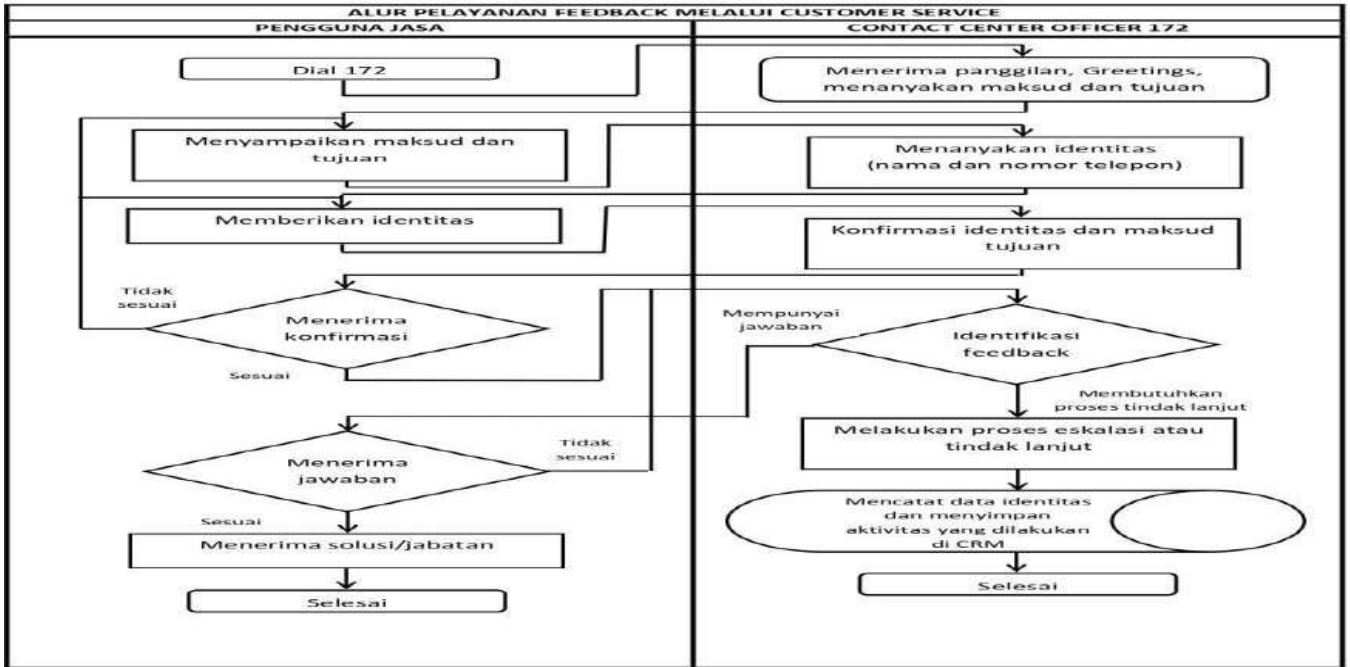 ALUR PELAYANAN FEEDBACK MELALUI CUSTOMER SERVICE
PENGGUNA JASA
CONTACT CENTER OFFICER 172
Dial 172
Menerima panggilan, Greetings,
menanyakan maksud dan tujuan
Menyampaikan maksud dan
tujuan
Menanyakan identitas
(nama dan nomor telepon)
Memberikan identitas
Konfirmasi identitas dan maksud
tujuan
Tidak
sesuai
Menerima
konfirmasi
Sesuai
Mempunyai
jawaban
Identifikasi
feedback
Membutuhkan
proses tindak lanjut
Melakukan proses eskalasi atau
tindak lanjut
Tidak
sesuai
Menerima
jawaban
Sesuai
Mencatat data identitas
dan menyimpan
aktivitas yang dilakukan
di CRM
Menerima solusi/jabatan
Selesai
Selesai